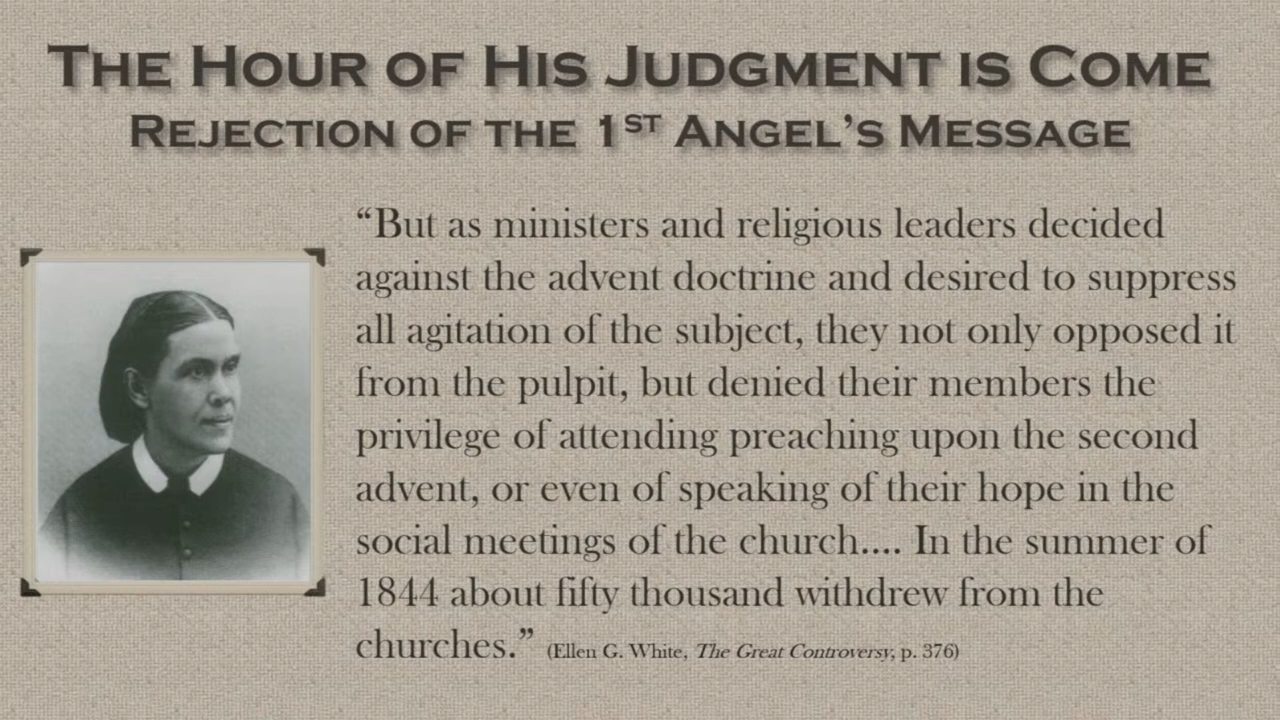 The Hour of His Judgment is Come
Rejection of the 1st Angel’s Message
“But as ministers and religious leaders decided
against the advent doctrine and desired to suppress
all agitation of the subject, they not only opposed it
from the pulpit, but denied their members the
privilege of attending preaching upon the second
advent, or even of speaking of their hope in the
social meetings of the church.... In the summer of
1844 about fifty thousand withdrew from the
churches.” (Ellen G. White, The Great Controversy, p. 376)